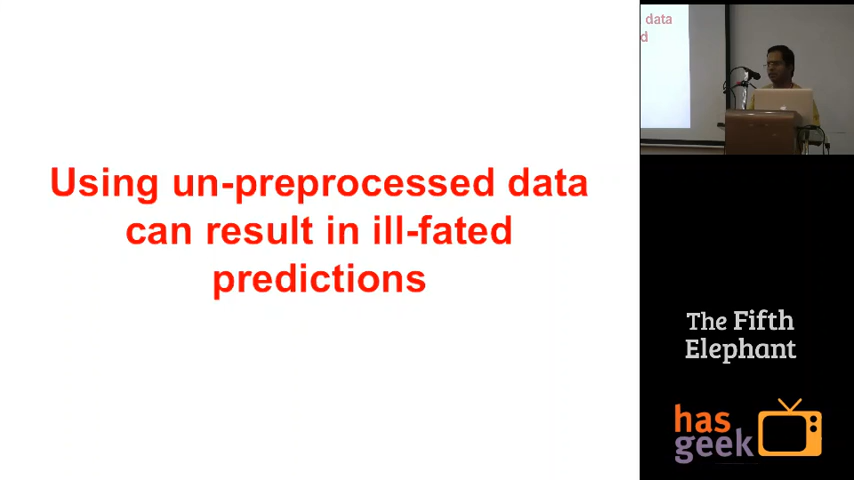 Using un-preprocessed data
can result in ill-fated
predictions
data
d
The Fifth
Elephant
has
geek